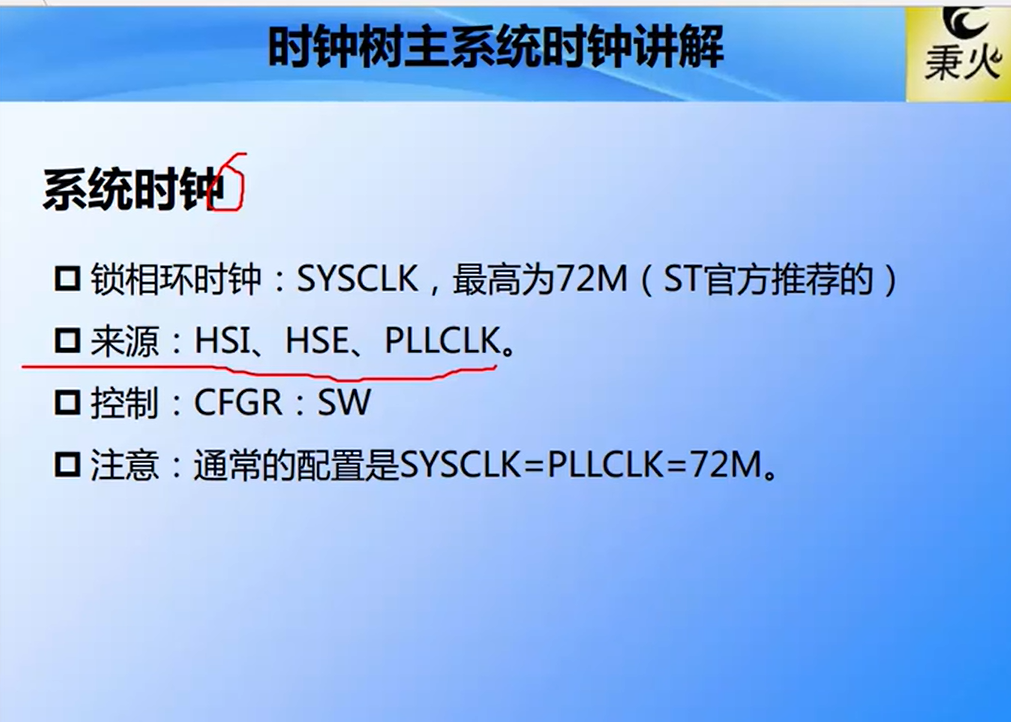 时钟树主系统时钟讲解
秉火
系统时钟
锁相环时钟：SYSCLK，最高为72M（ST官方推荐的）
来源：HSI、HSE、PLLCLK。
控制：CFGR：SW
注意：通常的配置是SYSCLK=PLLCLK=72M。